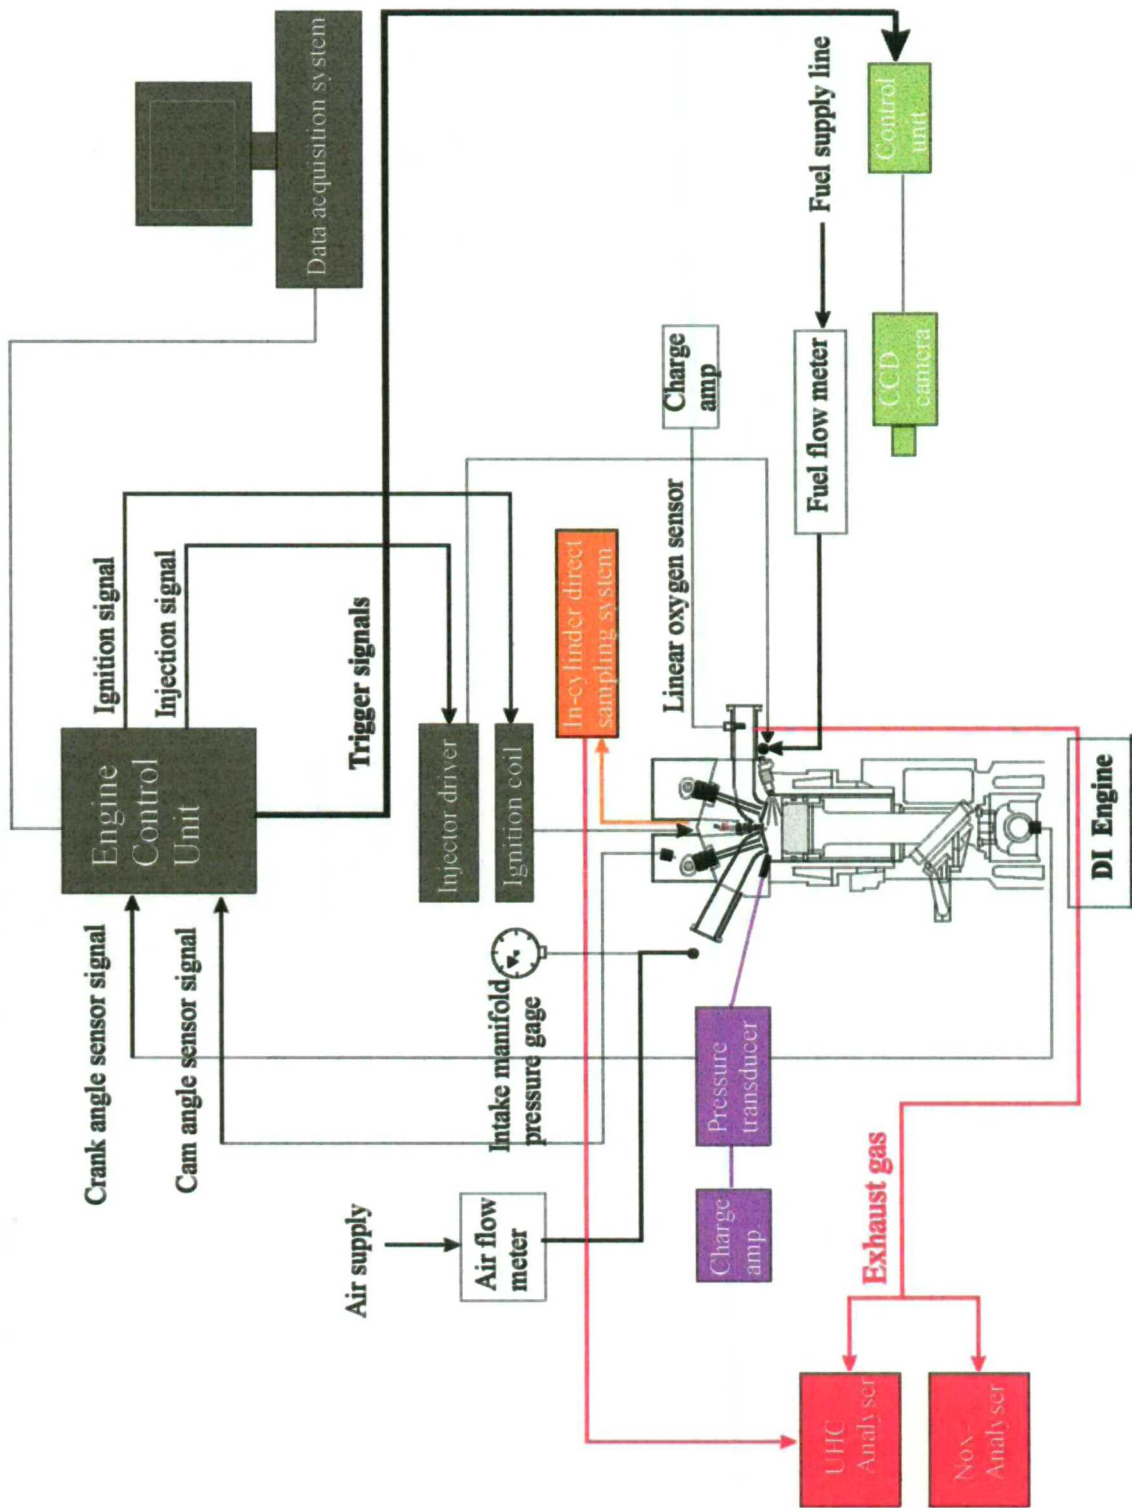 Data acquisition system
Engine
Control
Unit
Ignition signal
Injection signal
Trigger signals
Crank angle sensor signal
Cam angle sensor signal
Injector driver
Ignition coil
In-cylinder direct
sampling system
Linear oxygen sensor
Charge
amp
Fuel supply line
Fuel flow meter
Control
unit
CCD
camera
Intake manifold
pressure gage
Air supply
Air flow
meter
Pressure
transducer
Charge
amp.
DI Engine
Exhaust gas
UHC
Analyser
Nox-
Analyser